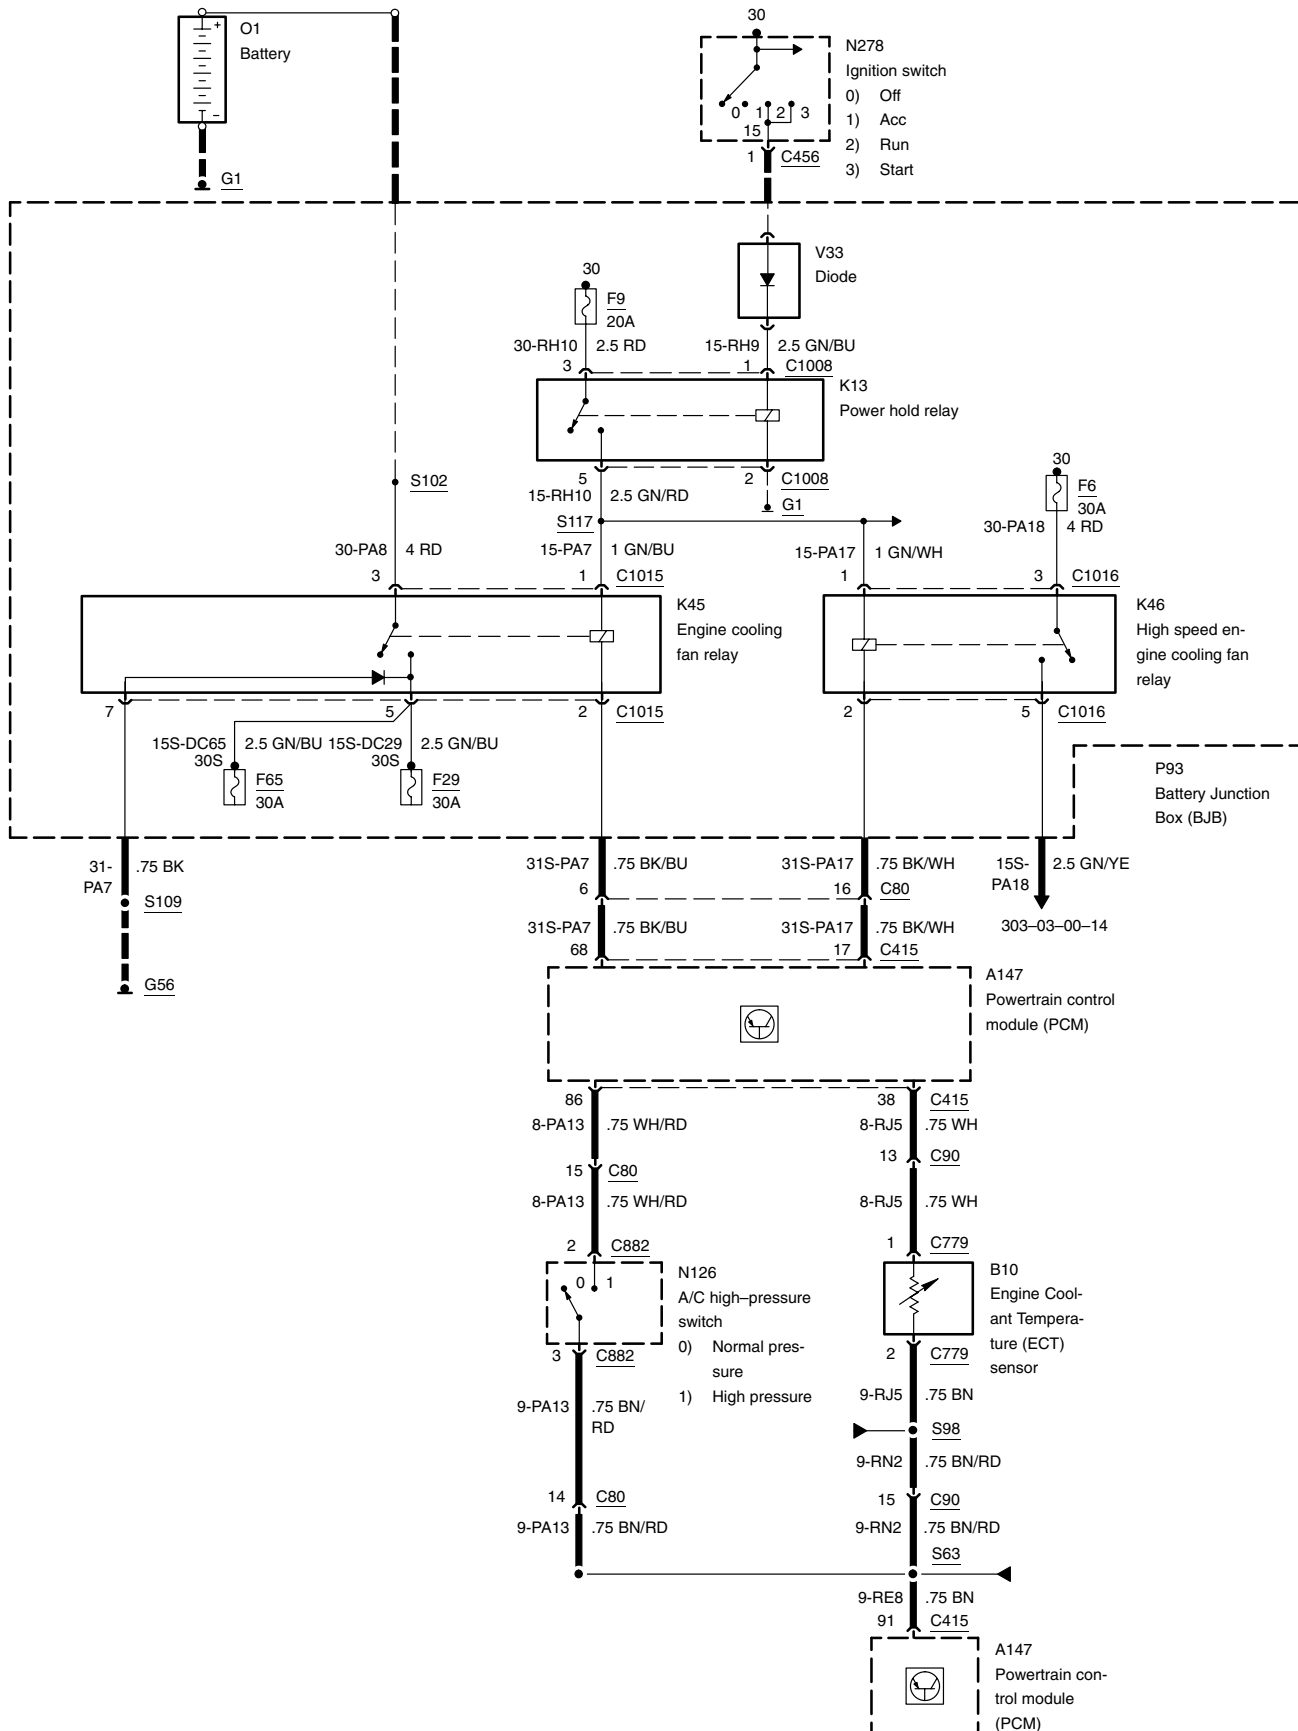 30
O1
Battery
N278
Ignition switch
0) Off
1) Acc
2) Run
3) Start
+
–
0 1 2 3
15
1 C456
G1
V33
Diode
30
F9
20A
30-RH10 2.5 RD
15-RH9 2.5 GN/BU
3 1 C1008
K13
Power hold relay
5 2 C1008
S102
15-RH10 2.5 GN/RD
G1
30
F6
30A
S117
30-PA18 4 RD
30-PA8 4 RD
15-PA7 1 GN/BU
15-PA17 1 GN/WH
3 1 C1015
1 3 C1016
K45
Engine cooling
fan relay
K46
High speed en-
gine cooling fan
relay
7 5 2 C1015
2 5 C1016
15S-DC65 2.5 GN/BU
30S
15S-DC29 2.5 GN/BU
30S
F65
30A
F29
30A
P93
Battery Junction
Box (BJB)
31-
PA7
.75 BK
31S-PA7 .75 BK/BU
31S-PA17 .75 BK/WH
15S-
PA18
2.5 GN/YE
6 16 C80
S109
303–03–00–14
31S-PA7 .75 BK/BU
31S-PA17 .75 BK/WH
68 17 C415
G56
A147
Powertrain control
module (PCM)
86 38 C415
8-PA13 .75 WH/RD
8-RJ5 .75 WH
15 C80
13 C90
8-PA13 .75 WH/RD
8-RJ5 .75 WH
2 C882
1 C779
0 1
N126
A/C high–pressure
switch
0) Normal pres-
sure
1) High pressure
B10
Engine Cool-
ant Tempera-
ture (ECT)
sensor
3 C882
2 C779
9-PA13 .75 BN/
RD
9-RJ5 .75 BN
S98
9-RN2 .75 BN/RD
14 C80
15 C90
9-PA13 .75 BN/RD
9-RN2 .75 BN/RD
S63
9-RE8 .75 BN
91 C415
A147
Powertrain con-
trol module
(PCM)